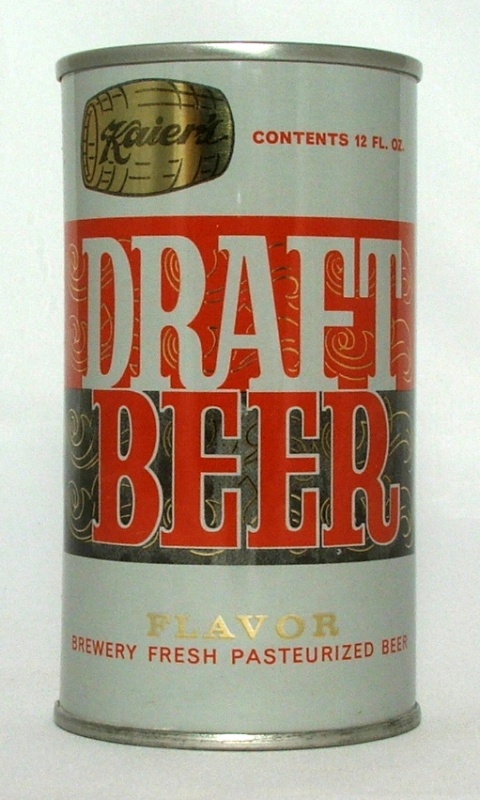 Kaier's
CONTENTS 12 FL. OZ.
DRAFT
BEER
FLAVOR
BREWERY FRESH PASTEURIZED BEER